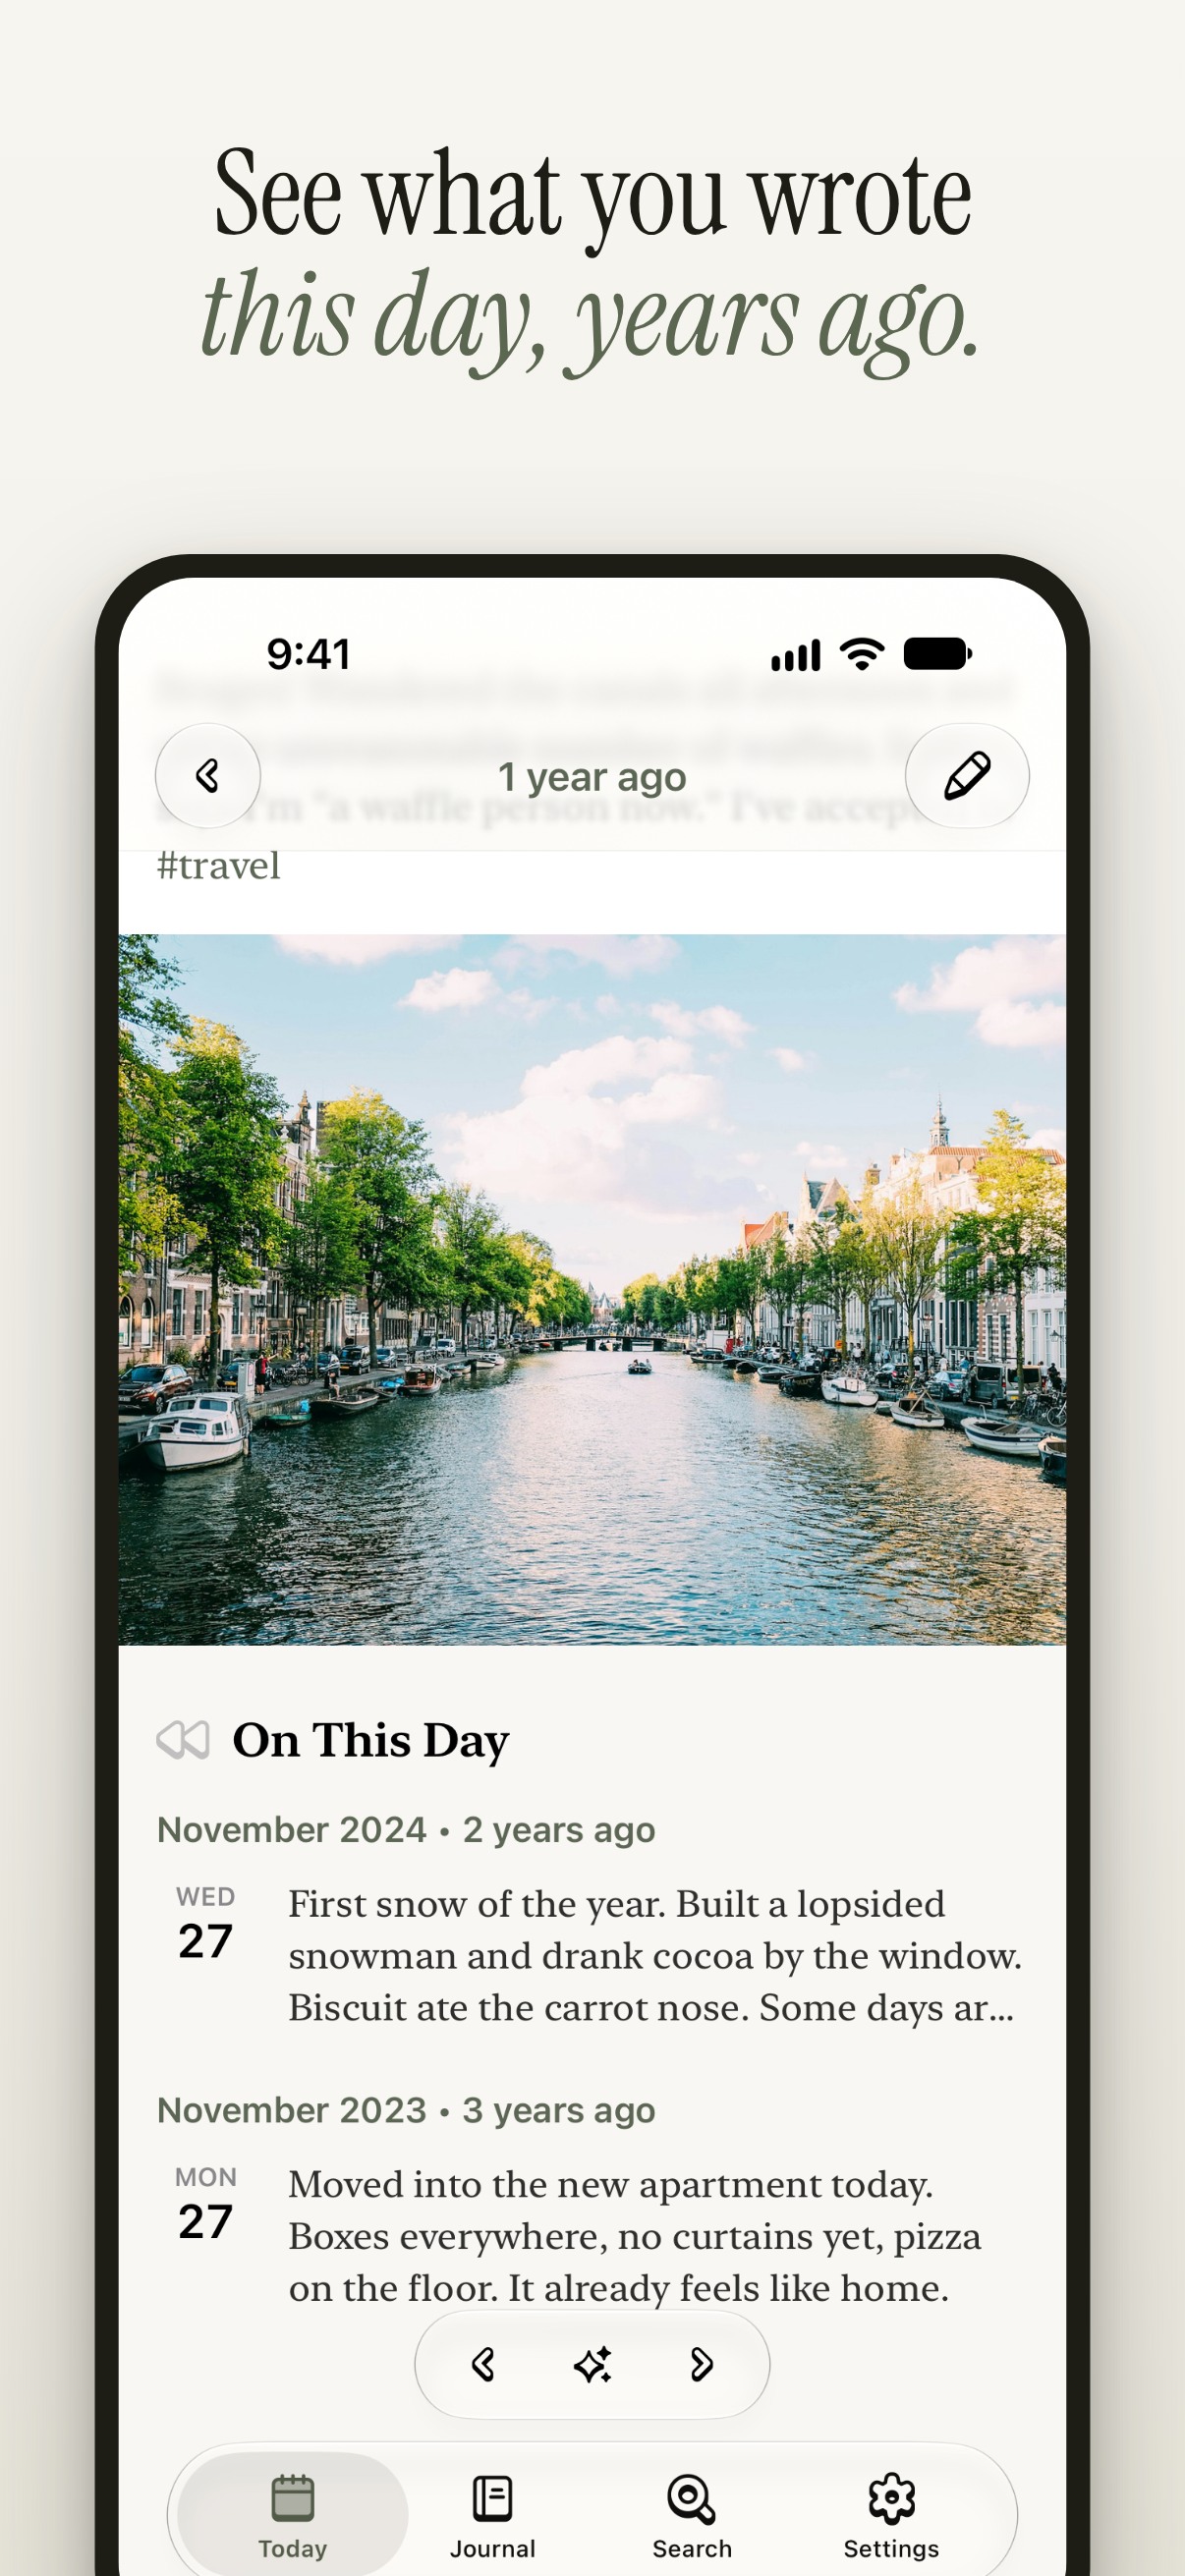 See what you wrote
this day, years ago.
9:41
1 year ago
I'm "a waffle person now." I've
#travel
On This Day
November 2024 • 2 years ago
WED
27
First snow of the year. Built a lopsided
snowman and drank cocoa by the window.
Biscuit ate the carrot nose. Some days ar...
November 2023 • 3 years ago
MON
27
Moved into the new apartment today.
Boxes everywhere, no curtains yet, pizza
on the floor. It already feels like home.
Today
Journal
Search
Settings